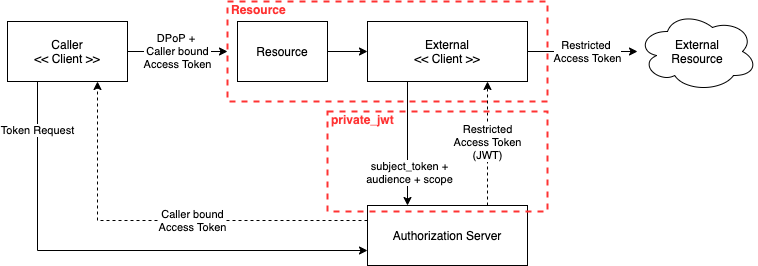 Resource
Caller
<< Client >>
DPoP +
Caller bound
Access Token
Resource
External
<< Client >>
Restricted
Access Token
External
Resource
private_jwt
Token Request
Restricted
Access Token
(JWT)
subject_token +
audience + scope
Caller bound
Access Token
Authorization Server